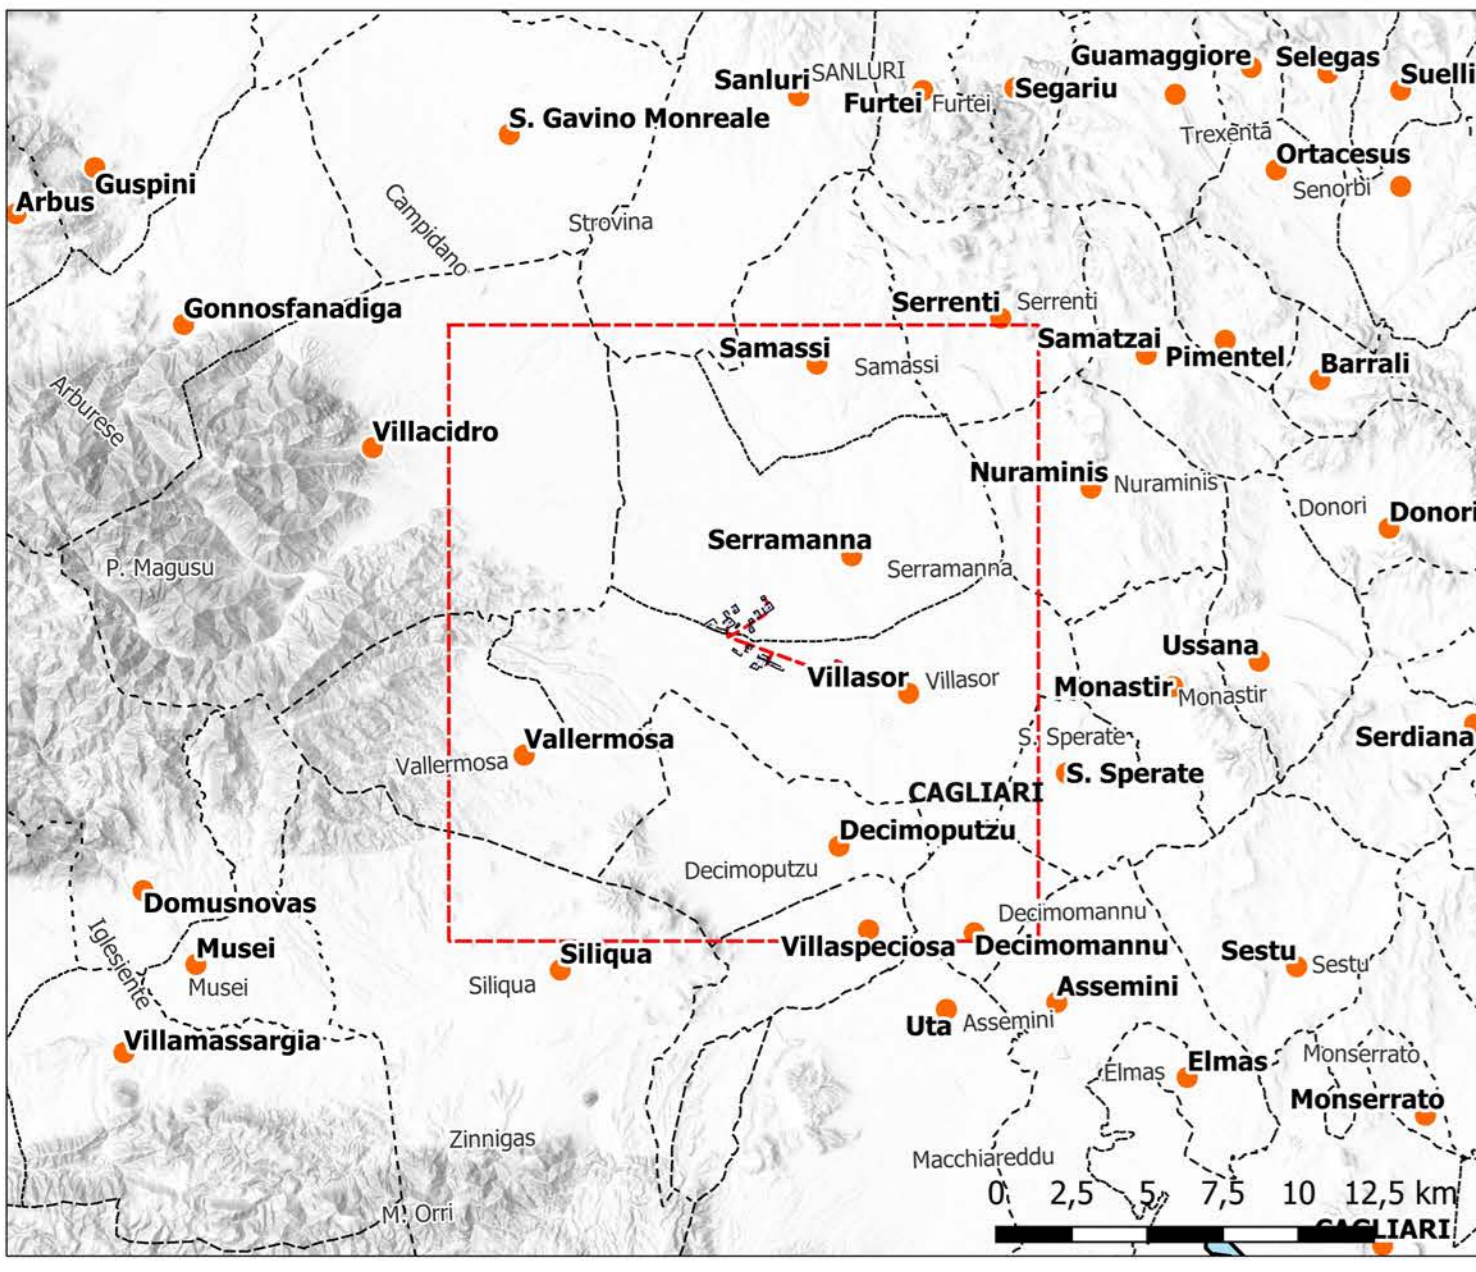 Guamaggiore
Selegas
Suelli
Sanluri
SANLURI
Furtei
Furtei
Segariu
S. Gavino Monreale
Trexenta
Ortacesus
Senorbi
Guspini
Arbus
Campidano
Strovina
Gonnosfanadiga
Serrenti
Serrenti
Samassi
Samassi
Samatzai
Pimentel
Barrali
Arburese
Villacidro
Nuraminis
Nuraminis
Donori
Donori
Serramanna
Serramanna
P. Magusu
Ussana
Villasor
Villasor
Monastir
Monastir
Vallermosa
Vallermosa
S. Sperate
Serdiana
S. Sperate
CAGLIARI
Decimoputzu
Decimoputzu
Domusnovas
Decimomannu
Iglesiente
Musei
Musei
Siliqua
Siliqua
Villaspeciosa
Decimomannu
Sestu
Sestu
Assemini
Uta
Assemini
Villamassargia
Elmas
Elmas
Monserrato
Monserrato
Zinnigas
Macchiareddu
M. Orri
0 2,5 5 7,5 10 12,5 km
CAGLIARI